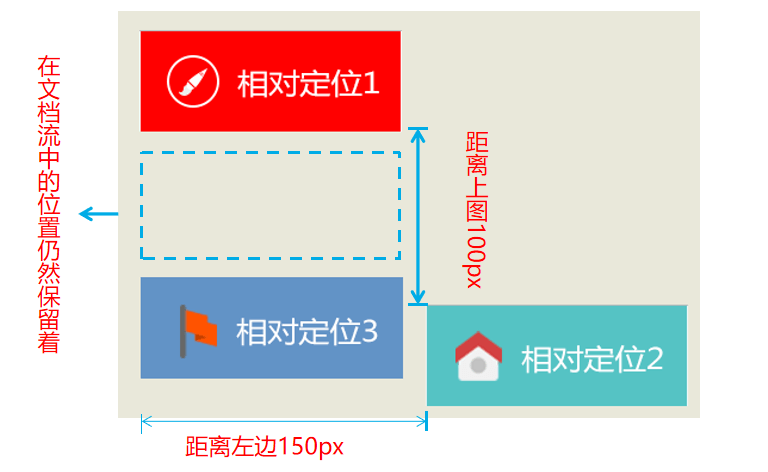 在文档流中的位置仍然保留着
相对定位1
距离上图100px
相对定位3
相对定位2
距离左边150px